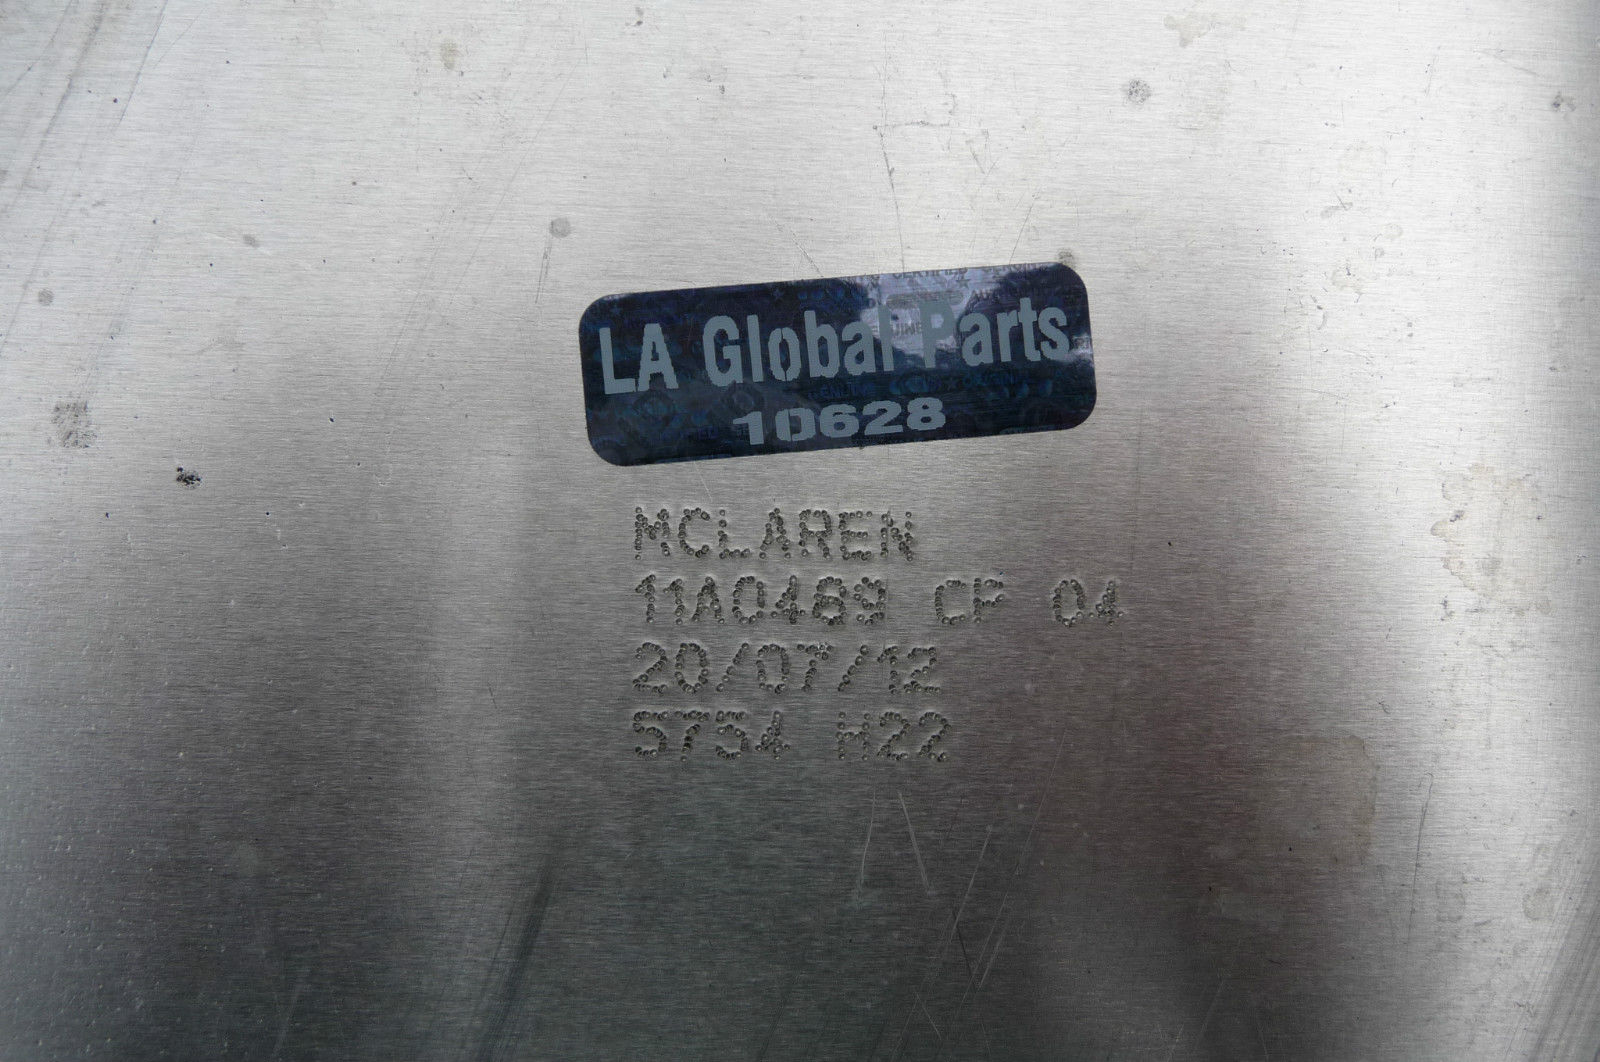 LA Global Parts
10628
MCLAREN
11A0469 CP 04
20/07/12
5754 H22